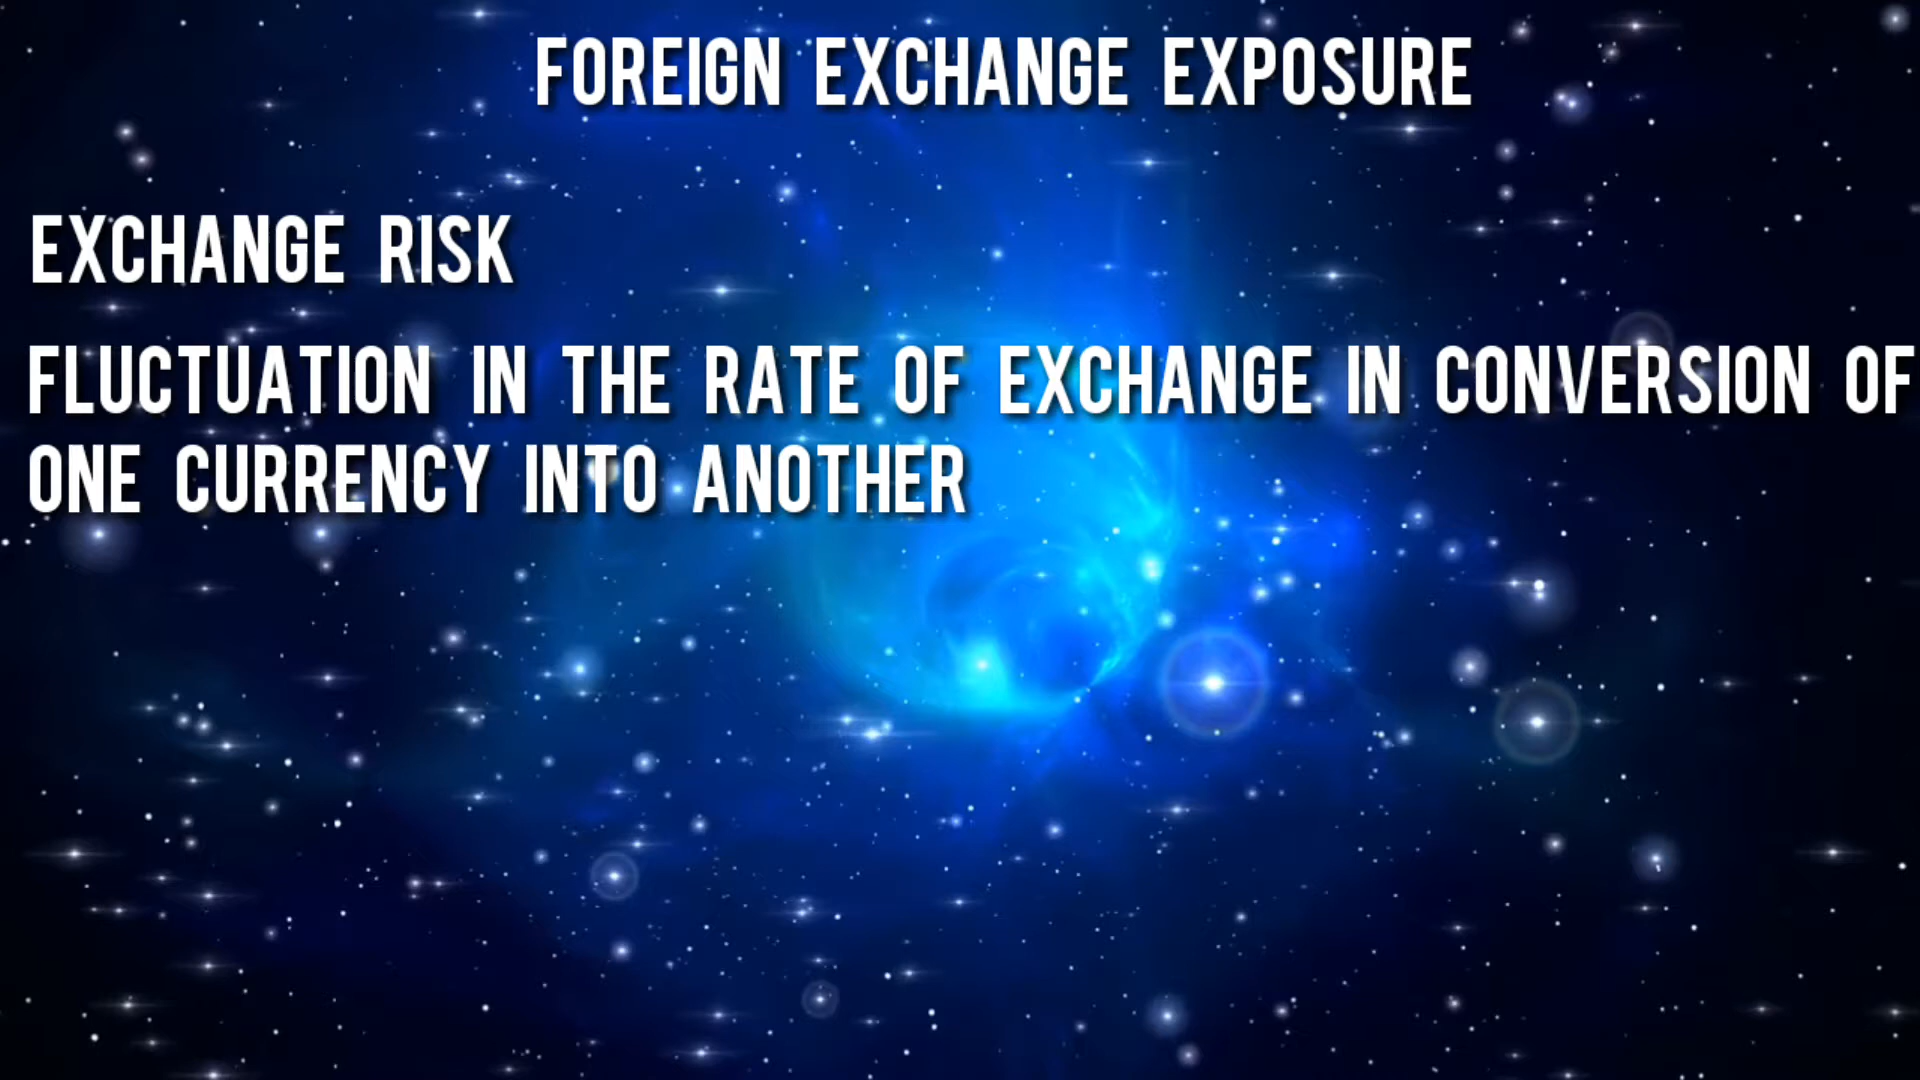 FOREIGN EXCHANGE EXPOSURE
EXCHANGE RISK
FLUCTUATION IN THE RATE OF EXCHANGE IN CONVERSION OF
ONE CURRENCY INTO ANOTHER